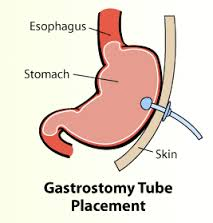 Esophagus
Stomach
Skin
Gastrostomy Tube
Placement